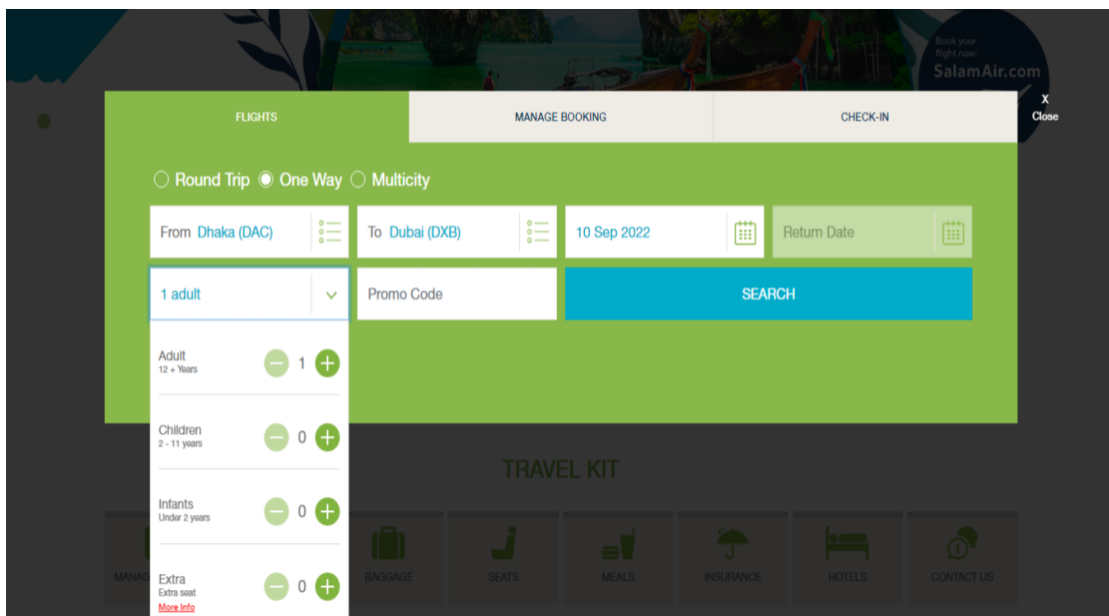 Book your
flight now:
SalamAir.com
X
Close
FLIGHTS
MANAGE BOOKING
CHECK-IN
Round Trip
One Way
Multicity
From Dhaka (DAC)
To Dubai (DXB)
10 Sep 2022
Return Date
1 adult
Promo Code
SEARCH
Adult
12 + Years
1
Children
2 - 11 years
0
Infants
Under 2 years
0
Extra
Extra seat
More Info
0
TRAVEL KIT
MANAG
BAGGAGE
SEATS
MEALS
INSURANCE
HOTELS
CONTACT US